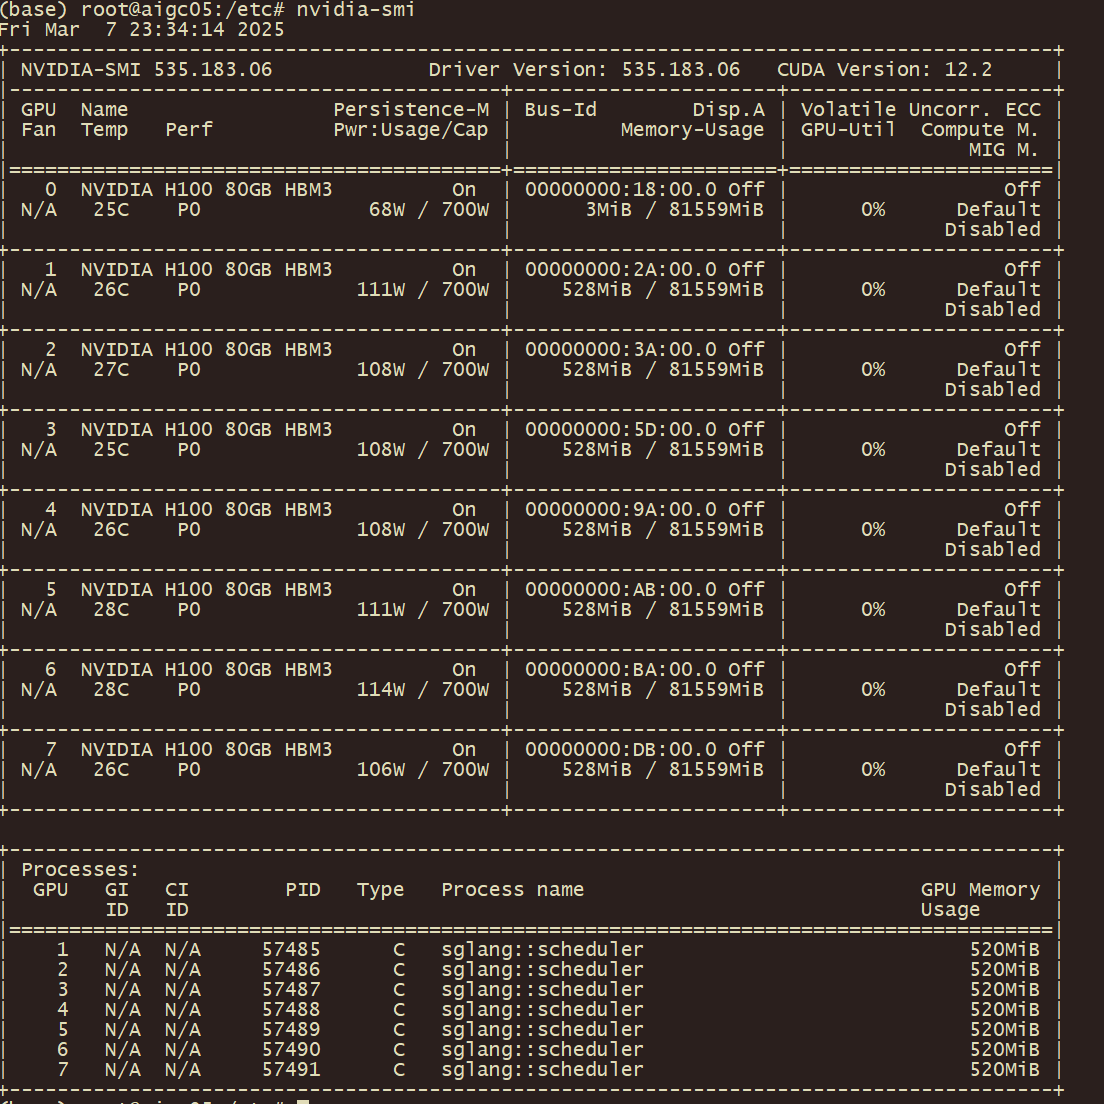 (base) root@aigc05:/etc# nvidia-smi
Fri Mar  7 23:34:14 2025
+---------------------------------------------------------------------------------------+
| NVIDIA-SMI 535.183.06             Driver Version: 535.183.06   CUDA Version: 12.2     |
|-----------------------------------------+----------------------+----------------------+
| GPU  Name                 Persistence-M | Bus-Id        Disp.A | Volatile Uncorr. ECC |
| Fan  Temp   Perf          Pwr:Usage/Cap |         Memory-Usage | GPU-Util  Compute M. |
|                                         |                      |               MIG M. |
|=========================================+======================+======================|
|   0  NVIDIA H100 80GB HBM3          On  | 00000000:18:00.0 Off |                  Off |
| N/A   25C    P0              68W / 700W |      3MiB / 81559MiB |      0%      Default |
|                                         |                      |             Disabled |
+-----------------------------------------+----------------------+----------------------+
|   1  NVIDIA H100 80GB HBM3          On  | 00000000:2A:00.0 Off |                  Off |
| N/A   26C    P0             111W / 700W |    528MiB / 81559MiB |      0%      Default |
|                                         |                      |             Disabled |
+-----------------------------------------+----------------------+----------------------+
|   2  NVIDIA H100 80GB HBM3          On  | 00000000:3A:00.0 Off |                  Off |
| N/A   27C    P0             108W / 700W |    528MiB / 81559MiB |      0%      Default |
|                                         |                      |             Disabled |
+-----------------------------------------+----------------------+----------------------+
|   3  NVIDIA H100 80GB HBM3          On  | 00000000:5D:00.0 Off |                  Off |
| N/A   25C    P0             108W / 700W |    528MiB / 81559MiB |      0%      Default |
|                                         |                      |             Disabled |
+-----------------------------------------+----------------------+----------------------+
|   4  NVIDIA H100 80GB HBM3          On  | 00000000:9A:00.0 Off |                  Off |
| N/A   26C    P0             108W / 700W |    528MiB / 81559MiB |      0%      Default |
|                                         |                      |             Disabled |
+-----------------------------------------+----------------------+----------------------+
|   5  NVIDIA H100 80GB HBM3          On  | 00000000:AB:00.0 Off |                  Off |
| N/A   28C    P0             111W / 700W |    528MiB / 81559MiB |      0%      Default |
|                                         |                      |             Disabled |
+-----------------------------------------+----------------------+----------------------+
|   6  NVIDIA H100 80GB HBM3          On  | 00000000:BA:00.0 Off |                  Off |
| N/A   28C    P0             114W / 700W |    528MiB / 81559MiB |      0%      Default |
|                                         |                      |             Disabled |
+-----------------------------------------+----------------------+----------------------+
|   7  NVIDIA H100 80GB HBM3          On  | 00000000:DB:00.0 Off |                  Off |
| N/A   26C    P0             106W / 700W |    528MiB / 81559MiB |      0%      Default |
|                                         |                      |             Disabled |
+-----------------------------------------+----------------------+----------------------+

+---------------------------------------------------------------------------------------+
| Processes:                                                                            |
|  GPU   GI   CI        PID   Type   Process name                            GPU Memory |
|        ID   ID                                                             Usage      |
|=======================================================================================|
|    1   N/A  N/A     57485      C   sglang::scheduler                           520MiB |
|    2   N/A  N/A     57486      C   sglang::scheduler                           520MiB |
|    3   N/A  N/A     57487      C   sglang::scheduler                           520MiB |
|    4   N/A  N/A     57488      C   sglang::scheduler                           520MiB |
|    5   N/A  N/A     57489      C   sglang::scheduler                           520MiB |
|    6   N/A  N/A     57490      C   sglang::scheduler                           520MiB |
|    7   N/A  N/A     57491      C   sglang::scheduler                           520MiB |
+---------------------------------------------------------------------------------------+